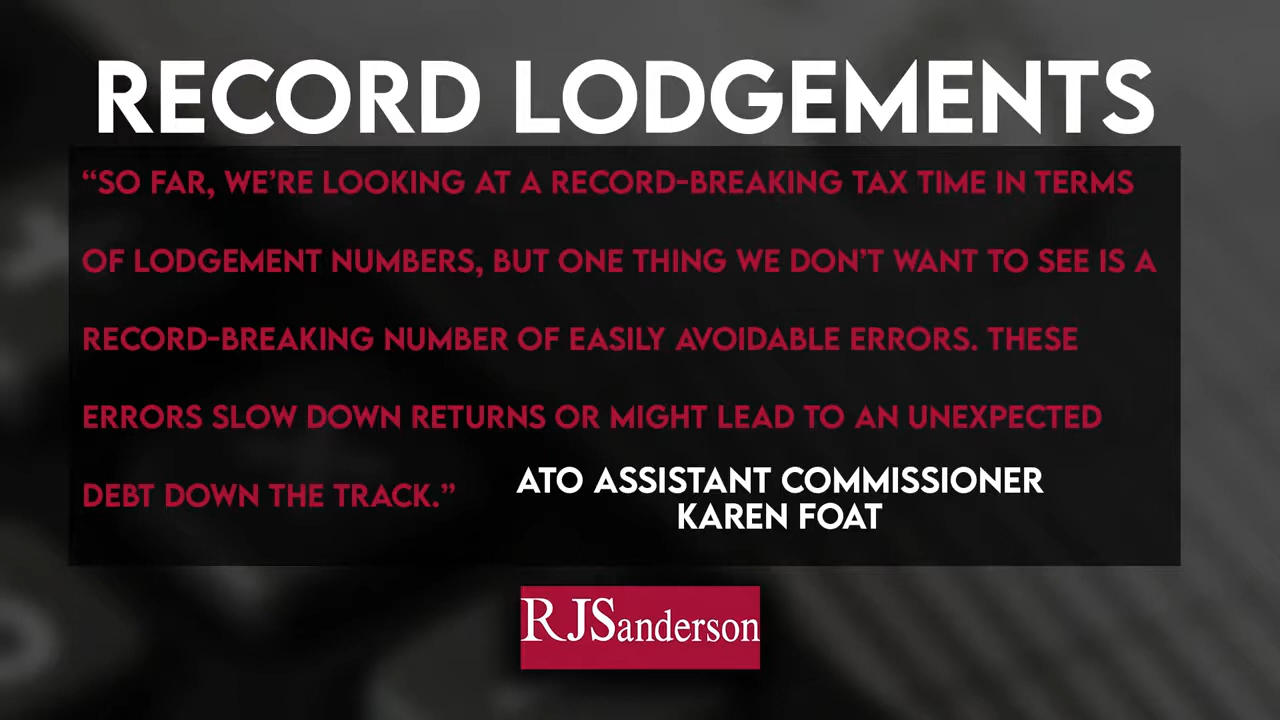 RECORD LODGEMENTS
“SO FAR, WE’RE LOOKING AT A RECORD-BREAKING TAX TIME IN TERMS
OF LODGEMENT NUMBERS, BUT ONE THING WE DON’T WANT TO SEE IS A
RECORD-BREAKING NUMBER OF EASILY AVOIDABLE ERRORS. THESE
ERRORS SLOW DOWN RETURNS OR MIGHT LEAD TO AN UNEXPECTED
DEBT DOWN THE TRACK.”
ATO ASSISTANT COMMISSIONER
KAREN FOAT
RJSanderson